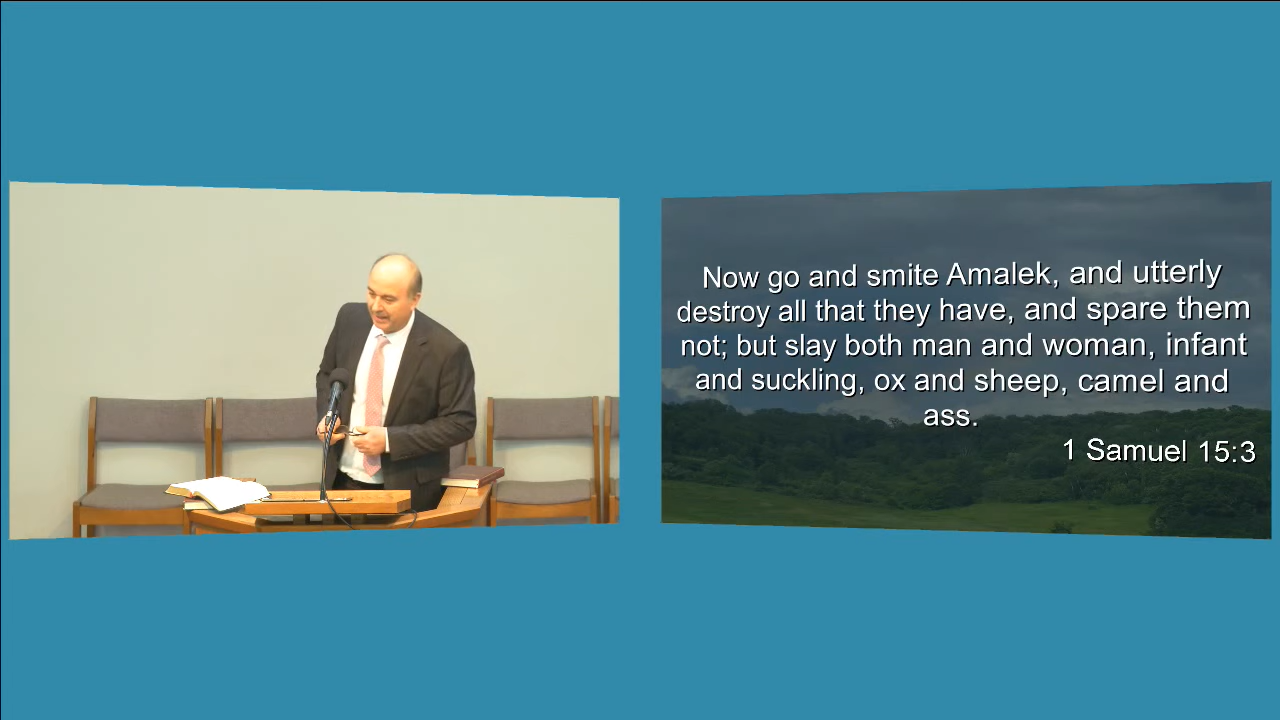 Now go and smite Amalek, and utterly
destroy all that they have, and spare them
not; but slay both man and woman, infant
and suckling, ox and sheep, camel and
ass.
1 Samuel 15:3